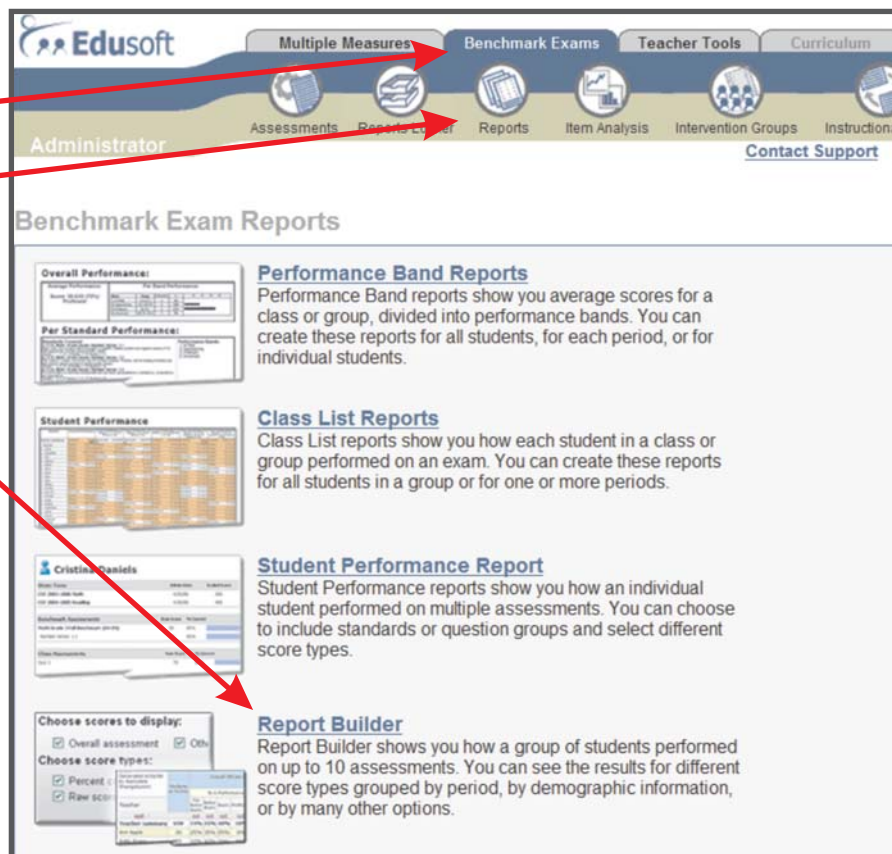 Edusoft
Multiple Measures
Benchmark Exams
Teacher Tools
Curriculum
Assessments
Reports
Item Analysis
Intervention Groups
Administrator
Contact Support
Benchmark Exam Reports
Overall Performance:
Per Standard Performance:
Performance Band Reports
Performance Band reports show you average scores for a
class or group, divided into performance bands. You can
create these reports for all students, for each period, or for
individual students.
Student Performance
Class List Reports
Class List reports show you how each student in a class or
group performed on an exam. You can create these reports
for all students in a group or for one or more periods.
Cristina Daniels
Student Performance Report
Student Performance reports show you how an individual
student performed on multiple assessments. You can choose
to include standards or question groups and select different
score types.
Choose scores to display:
Overall assessment
Choose score types:
Percent
Raw
Report Builder
Report Builder shows you how a group of students performed
on up to 10 assessments. You can see the results for different
score types grouped by period, by demographic information,
or by many other options.